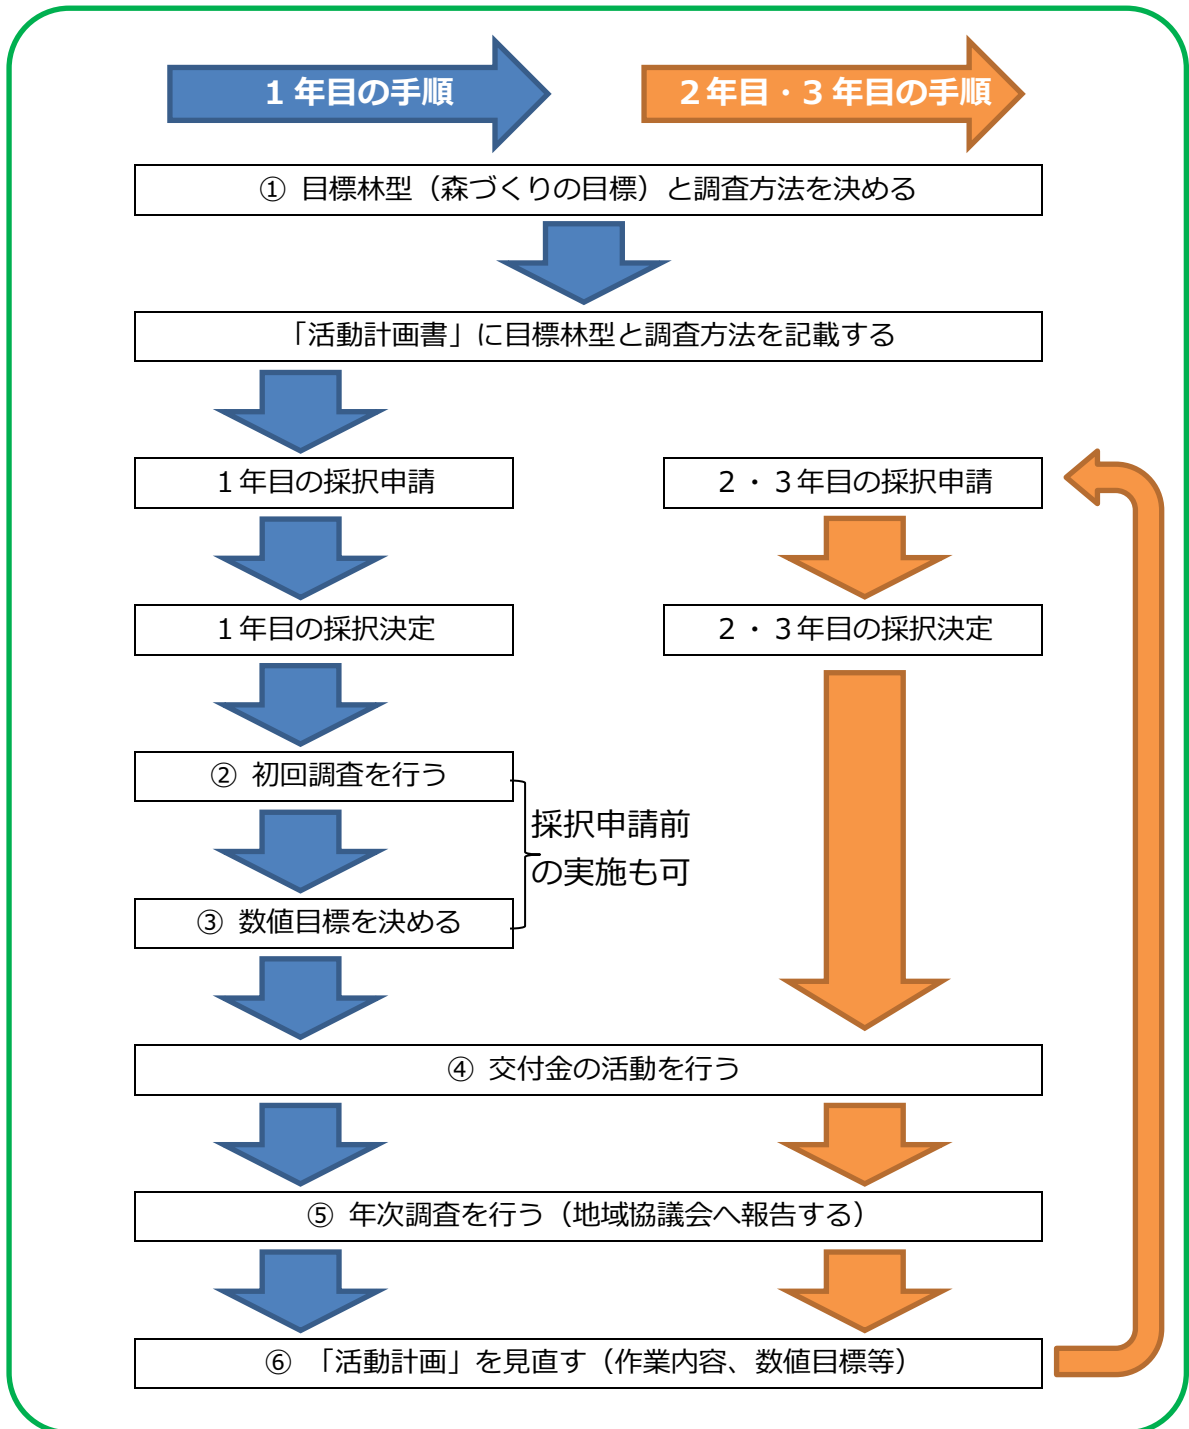 １年目の手順
２年目・３年目の手順
① 目標林型（森づくりの目標）と調査方法を決める
「活動計画書」に目標林型と調査方法を記載する
１年目の採択申請
２・３年目の採択申請
１年目の採択決定
２・３年目の採択決定
② 初回調査を行う
採択申請前
の実施も可
③ 数値目標を決める
④ 交付金の活動を行う
⑤ 年次調査を行う（地域協議会へ報告する）
⑥ 「活動計画」を見直す（作業内容、数値目標等）